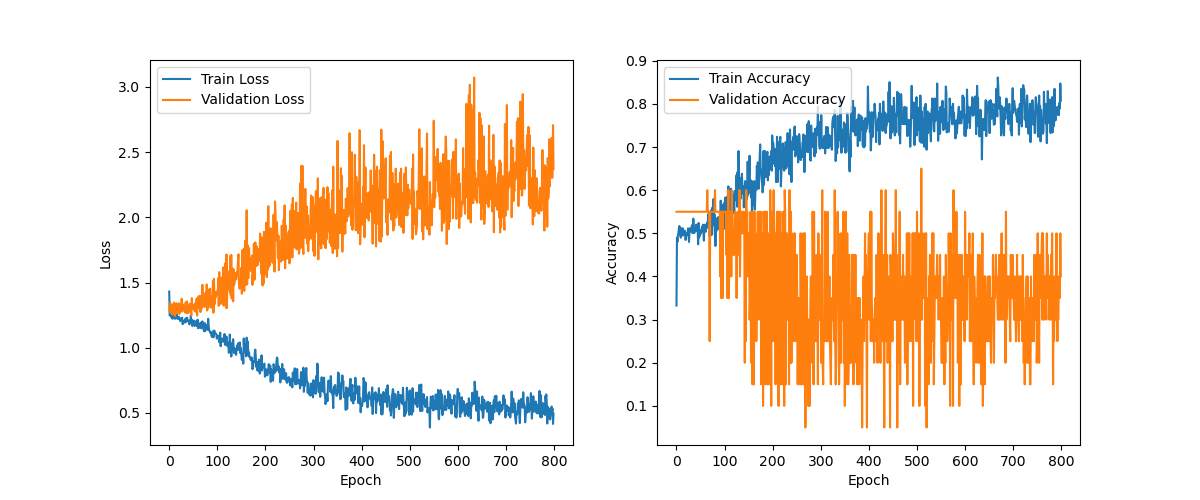 Train Loss
Validation Loss
3.0
2.5
2.0
1.5
1.0
0.5
Loss
0 100 200 300 400 500 600 700 800
Epoch
Train Accuracy
Validation Accuracy
0.9
0.8
0.7
0.6
0.5
0.4
0.3
0.2
0.1
Accuracy
0 100 200 300 400 500 600 700 800
Epoch